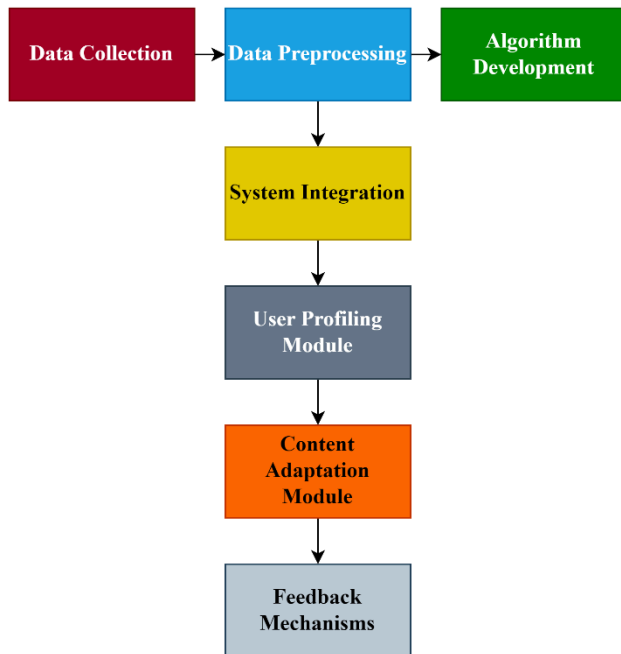 Data Collection
Data Preprocessing
Algorithm
Development
System Integration
User Profiling
Module
Content
Adaptation
Module
Feedback
Mechanisms